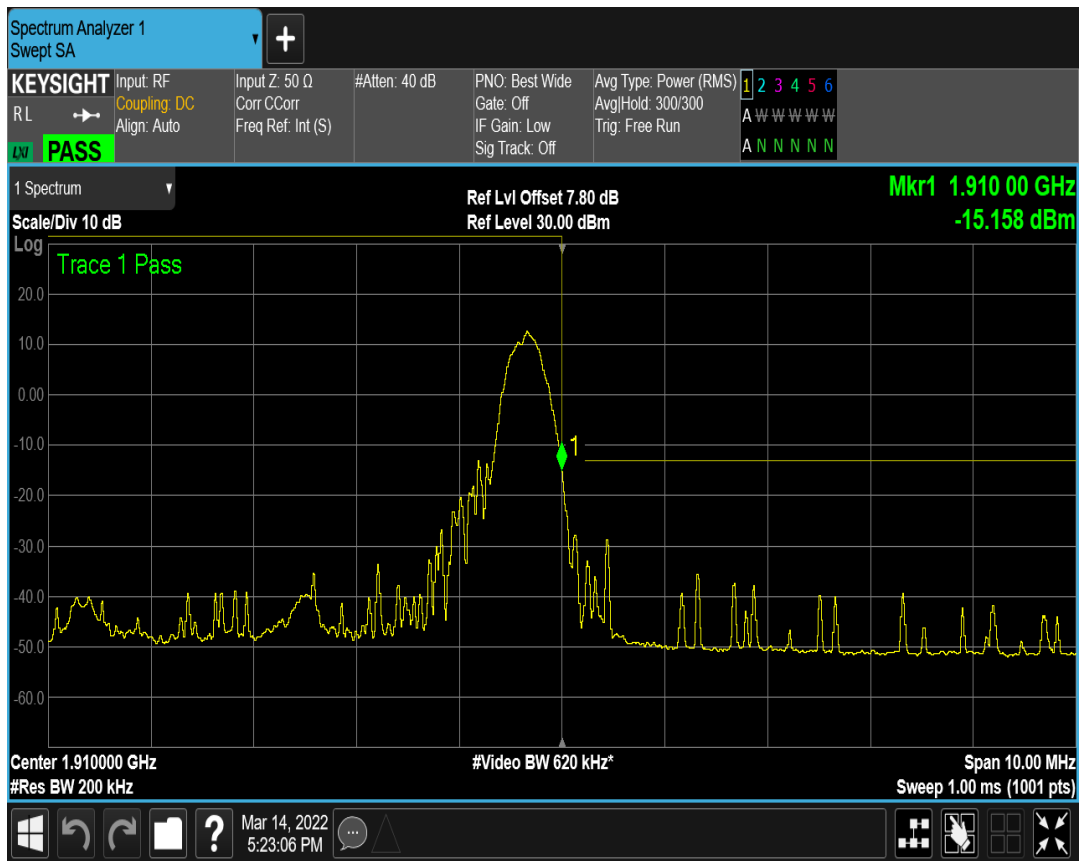 Spectrum Analyzer 1
Swept SA
KEYSIGHT
R L
LXI
PASS
Input: RF
Coupling: DC
Align: Auto
Input Z: 50 Ω
Corr CCorr
Freq Ref: Int (S)
#Atten: 40 dB
PNO: Best Wide
Gate: Off
IF Gain: Low
Sig Track: Off
Avg Type: Power (RMS)
Avg|Hold: 300/300
Trig: Free Run
1 2 3 4 5 6
A W W W W W
A N N N N N
1 Spectrum
Scale/Div 10 dB
Ref Lvl Offset 7.80 dB
Ref Level 30.00 dBm
Mkr1 1.910 00 GHz
-15.158 dBm
Log
Trace 1 Pass
20.0
10.0
0.00
-10.0
-20.0
-30.0
-40.0
-50.0
-60.0
1
Center 1.910000 GHz
#Res BW 200 kHz
#Video BW 620 kHz*
Span 10.00 MHz
Sweep 1.00 ms (1001 pts)
?
Mar 14, 2022
5:23:06 PM